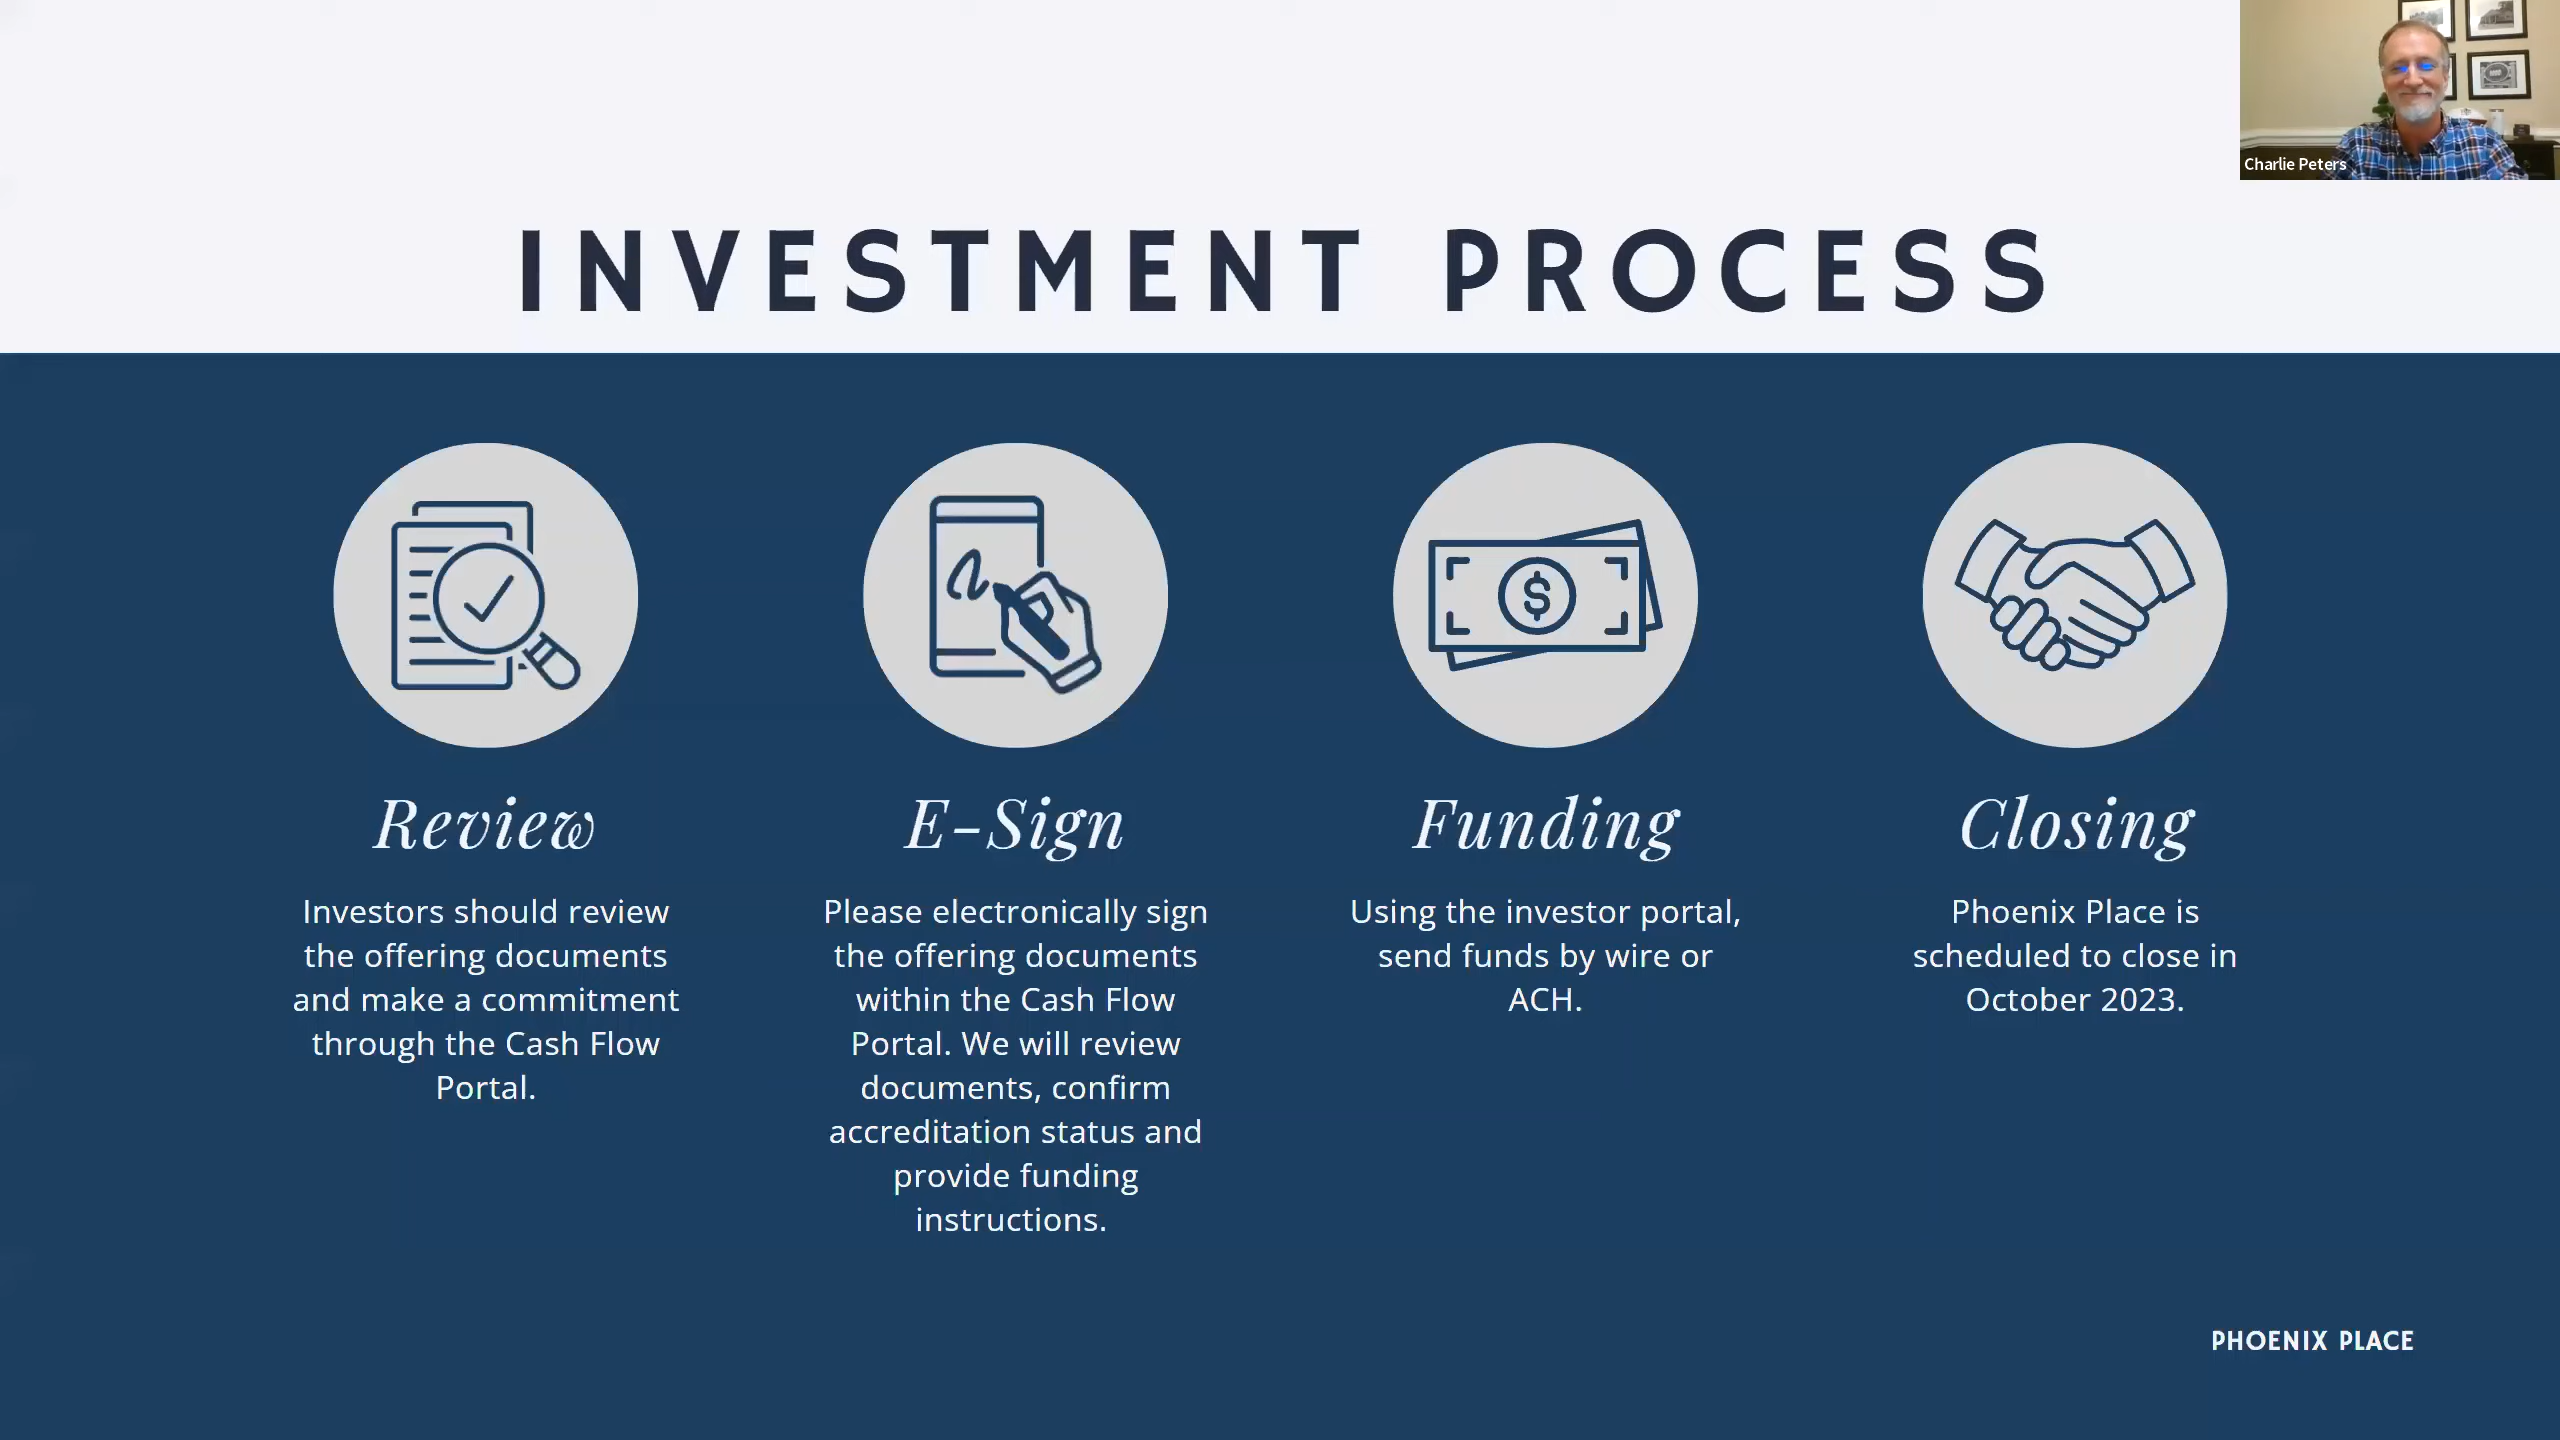 Charlie Peters
INVESTMENT PROCESS
$
Review
Investors should review
the offering documents
and make a commitment
through the Cash Flow
Portal.
E-Sign
Please electronically sign
the offering documents
within the Cash Flow
Portal. We will review
documents, confirm
accreditation status and
provide funding
instructions.
Funding
Using the investor portal,
send funds by wire or
ACH.
Closing
Phoenix Place is
scheduled to close in
October 2023.
PHOENIX PLACE